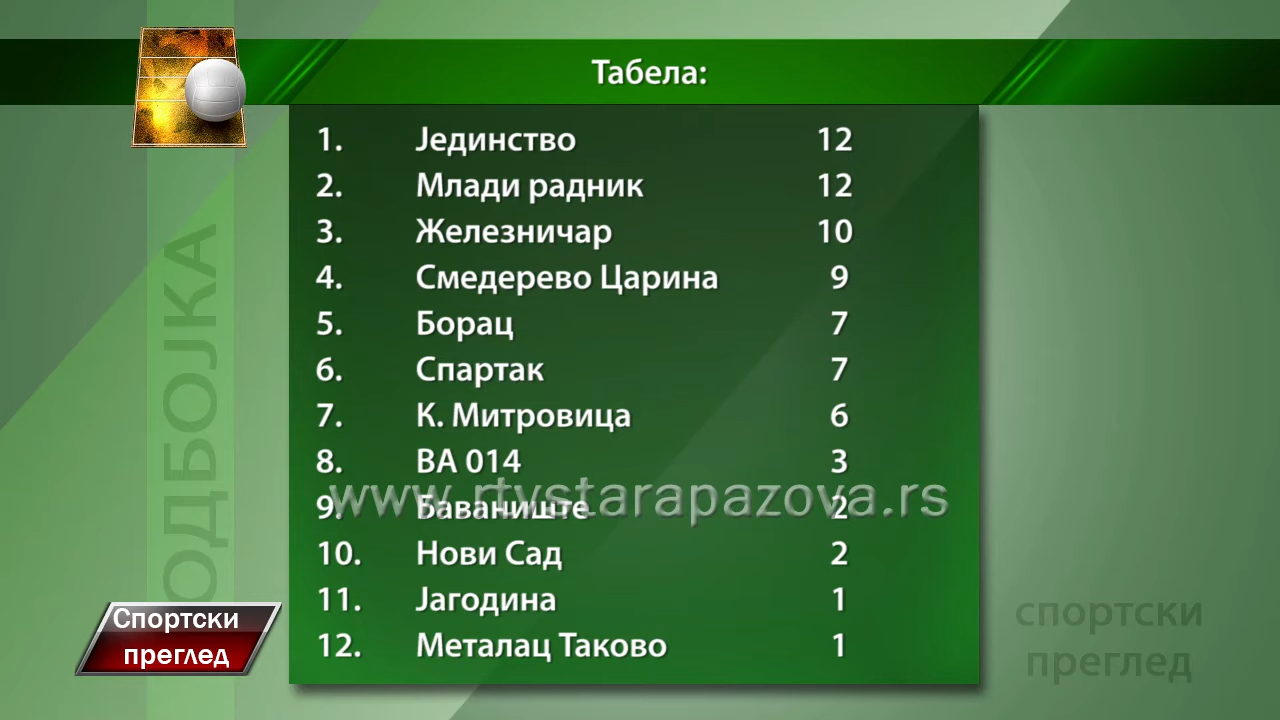 Табела:
1. Јединство 12
2. Млади радник 12
3. Железничар 10
4. Смедерево Царина 9
5. Борац 7
6. Спартак 7
7. К. Митровица 6
8. ВА 014 3
www.rtvstarapazova.rs
9. Баваниште 2
10. Нови Сад 2
11. Јагодина 1
12. Металац Таково 1
ОДБОЈКА
Спортски
преглед
спортски
преглед